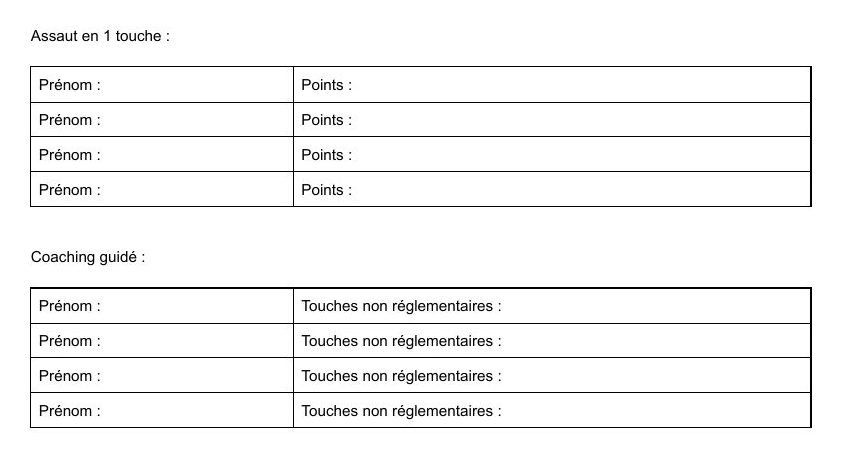 Assaut en 1 touche :
Prénom : Points :
Prénom : Points :
Prénom : Points :
Prénom : Points :
Coaching guidé :
Prénom : Touches non réglementaires :
Prénom : Touches non réglementaires :
Prénom : Touches non réglementaires :
Prénom : Touches non réglementaires :